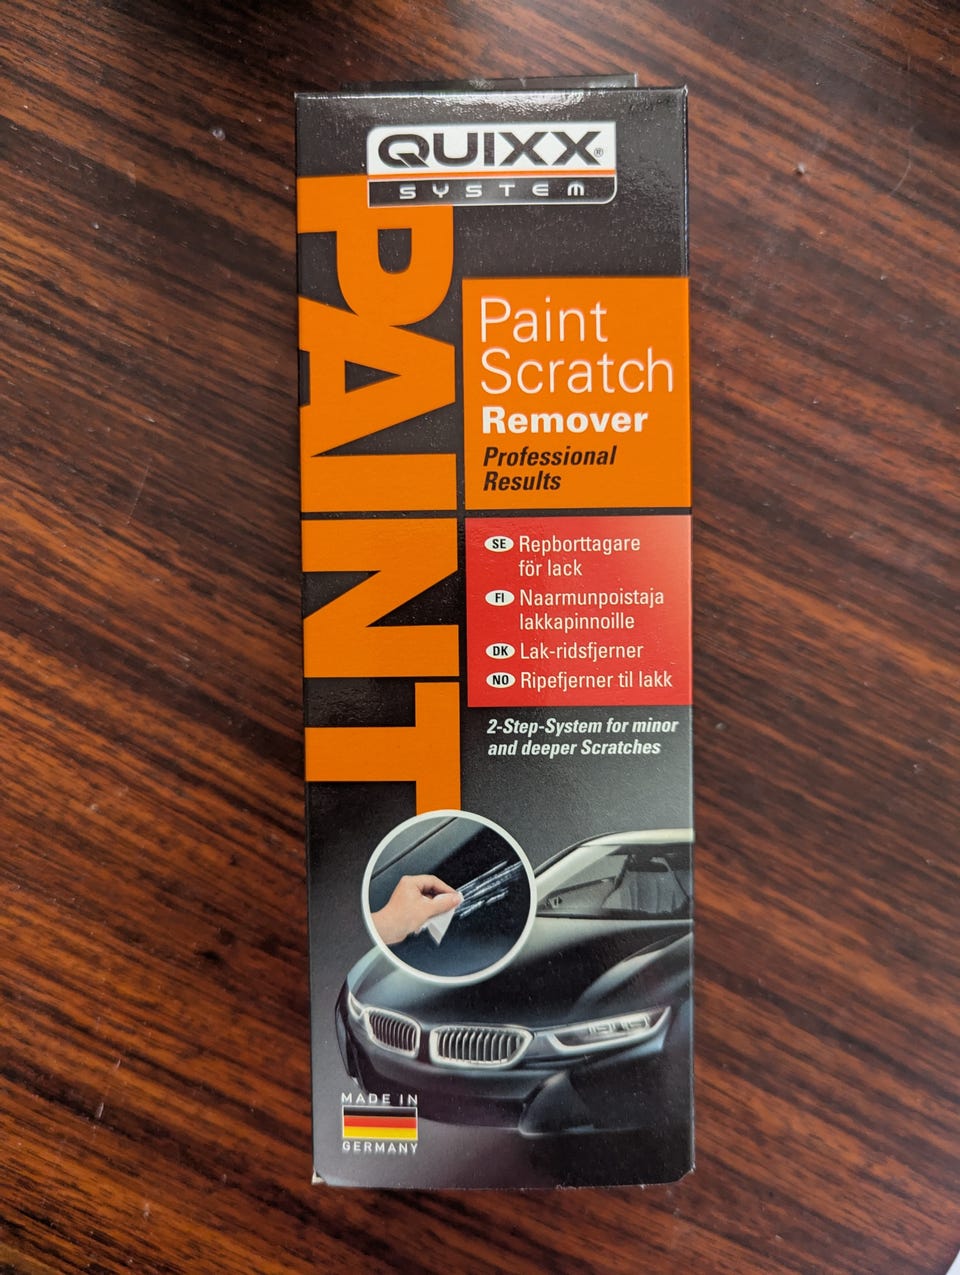 QUIXX®
SYSTEM
PAINT
Paint
Scratch
Remover
Professional
Results
SE Repborttagare
för lack
FI Naarmunpoistaja
lakkapinnoille
DK Lak-ridsfjerner
NO Ripefjerner til lakk
2-Step-System for minor
and deeper Scratches
MADE IN
GERMANY